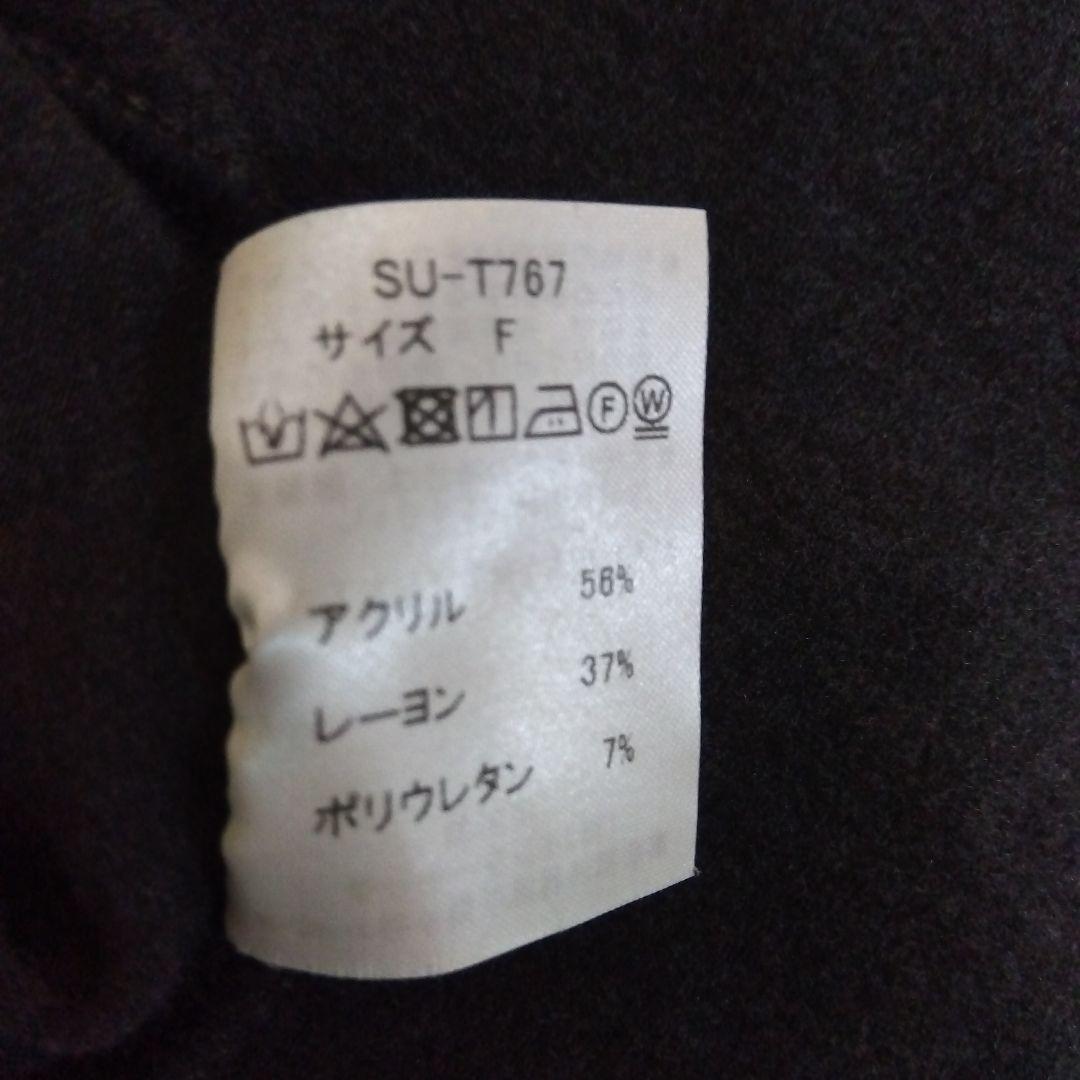 SU-T767
サイズ F
F W
アクリル 56%
レーヨン 37%
ポリウレタン 7%